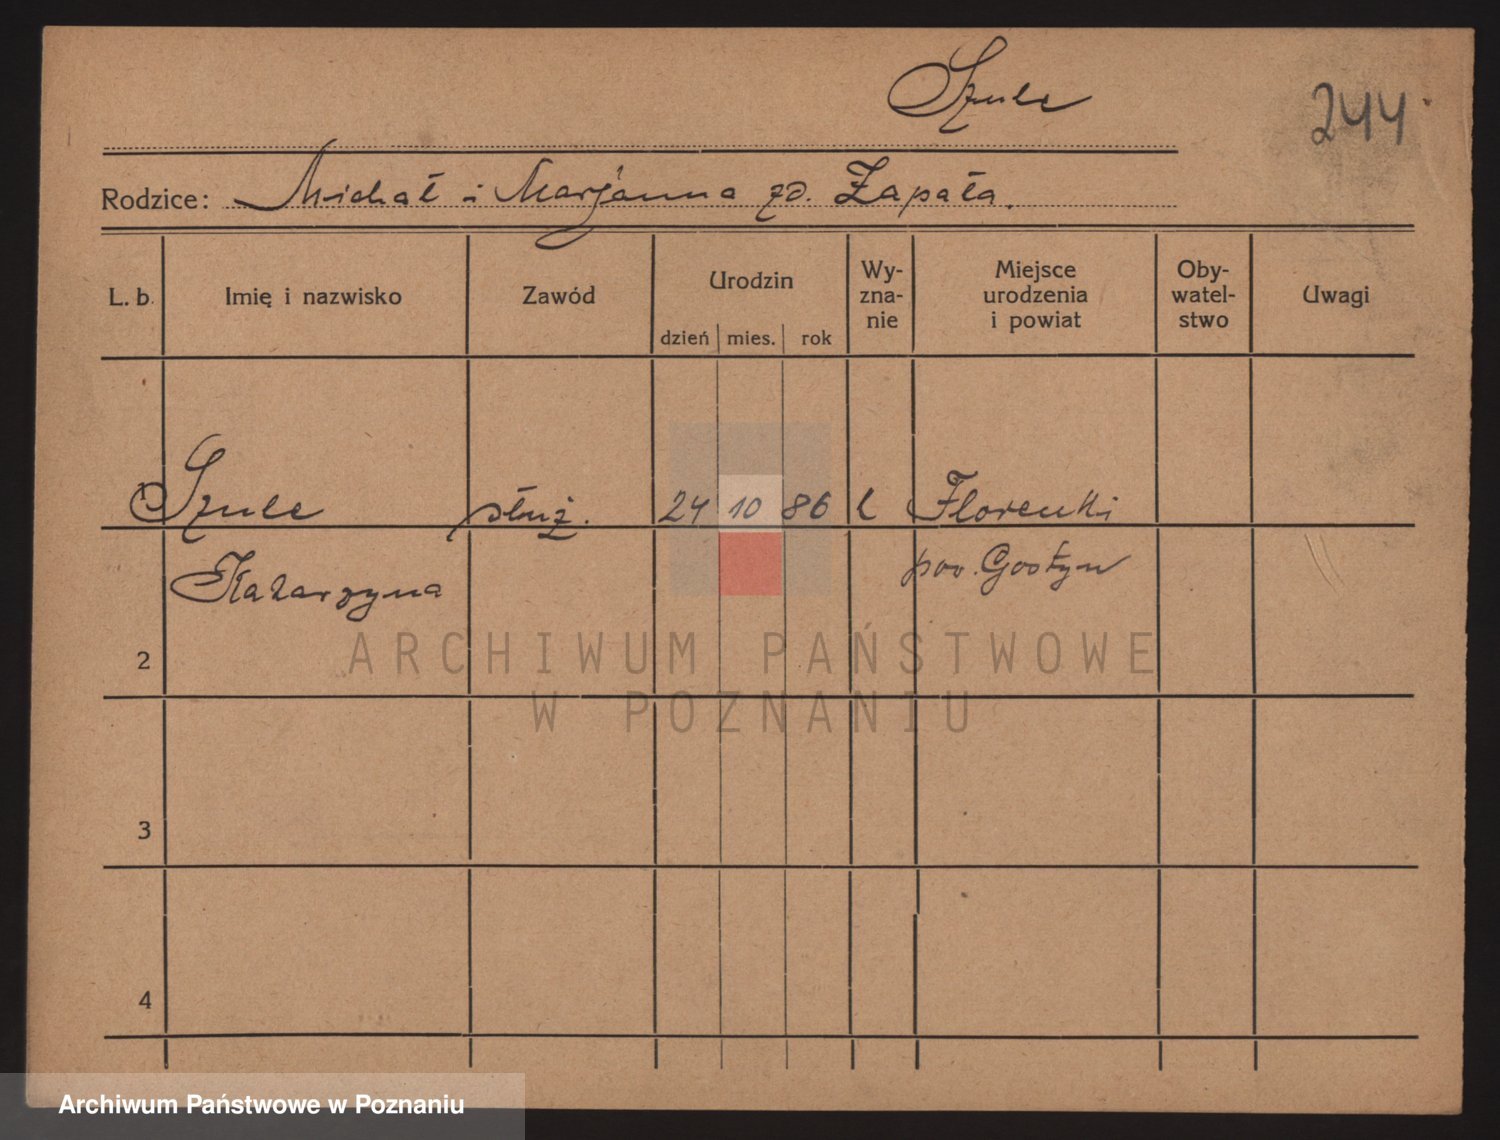 Szulc
244
Rodzice: Michał i Marjanna zd. Zapała.
L. b. Imię i nazwisko Zawód Urodzin dzień mies. rok Wy-zna-nie Miejsce urodzenia i powiat Oby-watel-stwo Uwagi
1 Szulc służ. 24 10 86 k Florenki
Katarzyna pow. Gostyn
2
3
4
ARCHIWUM PAŃSTWOWE
W POZNANIU
Archiwum Państwowe w Poznaniu